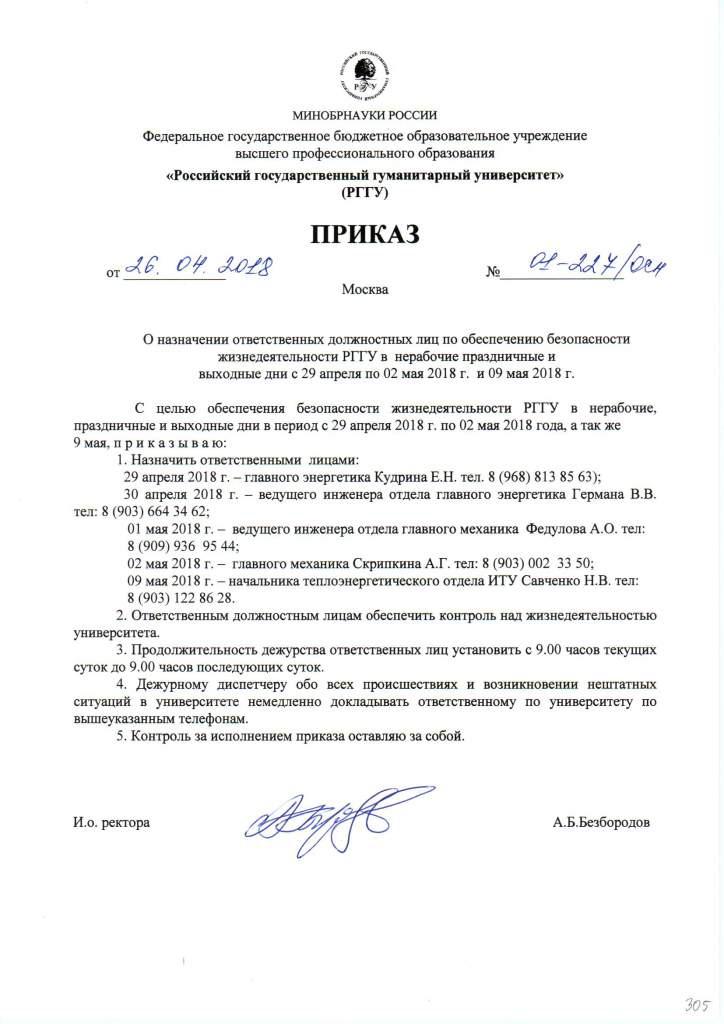 РГУ
МИНОБРНАУКИ РОССИИ
Федеральное государственное бюджетное образовательное учреждение
высшего профессионального образования
«Российский государственный гуманитарный университет»
(РГГУ)
ПРИКАЗ
от 26. 04. 2018 № 01-227/осн
Москва
О назначении ответственных должностных лиц по обеспечению безопасности
жизнедеятельности РГГУ в нерабочие праздничные и
выходные дни с 29 апреля по 02 мая 2018 г. и 09 мая 2018 г.
С целью обеспечения безопасности жизнедеятельности РГГУ в нерабочие,
праздничные и выходные дни в период с 29 апреля 2018 г. по 02 мая 2018 года, а так же
9 мая, п р и к а з ы в а ю:
1. Назначить ответственными лицами:
29 апреля 2018 г. – главного энергетика Кудрина Е.Н. тел. 8 (968) 813 85 63);
30 апреля 2018 г. – ведущего инженера отдела главного энергетика Германа В.В.
тел: 8 (903) 664 34 62;
01 мая 2018 г. – ведущего инженера отдела главного механика Федулова А.О. тел:
8 (909) 936 95 44;
02 мая 2018 г. – главного механика Скрипкина А.Г. тел: 8 (903) 002 33 50;
09 мая 2018 г. – начальника теплоэнергетического отдела ИТУ Савченко Н.В. тел:
8 (903) 122 86 28.
2. Ответственным должностным лицам обеспечить контроль над жизнедеятельностью
университета.
3. Продолжительность дежурства ответственных лиц установить с 9.00 часов текущих
суток до 9.00 часов последующих суток.
4. Дежурному диспетчеру обо всех происшествиях и возникновении нештатных
ситуаций в университете немедленно докладывать ответственному по университету по
вышеуказанным телефонам.
5. Контроль за исполнением приказа оставляю за собой.
И.о. ректора А.Б.Безбородов
305